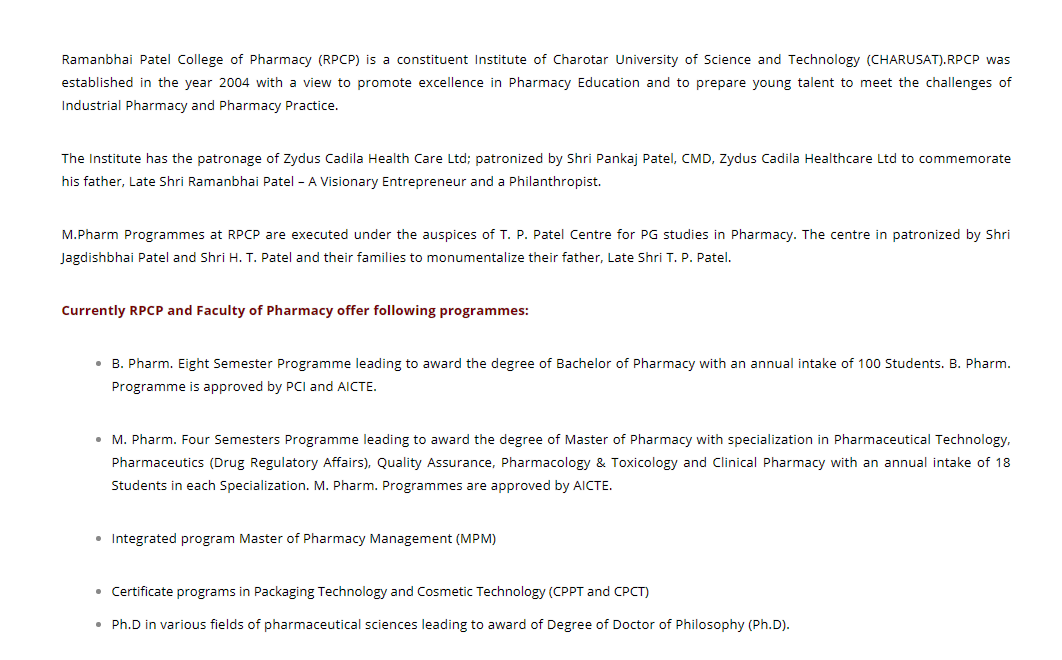 Ramanbhai Patel College of Pharmacy (RPCP) is a constituent Institute of Charotar University of Science and Technology (CHARUSAT).RPCP was
established in the year 2004 with a view to promote excellence in Pharmacy Education and to prepare young talent to meet the challenges of
Industrial Pharmacy and Pharmacy Practice.
The Institute has the patronage of Zydus Cadila Health Care Ltd; patronized by Shri Pankaj Patel, CMD, Zydus Cadila Healthcare Ltd to commemorate
his father, Late Shri Ramanbhai Patel – A Visionary Entrepreneur and a Philanthropist.
M.Pharm Programmes at RPCP are executed under the auspices of T. P. Patel Centre for PG studies in Pharmacy. The centre in patronized by Shri
Jagdishbhai Patel and Shri H. T. Patel and their families to monumentalize their father, Late Shri T. P. Patel.
Currently RPCP and Faculty of Pharmacy offer following programmes:
• B. Pharm. Eight Semester Programme leading to award the degree of Bachelor of Pharmacy with an annual intake of 100 Students. B. Pharm.
Programme is approved by PCI and AICTE.
• M. Pharm. Four Semesters Programme leading to award the degree of Master of Pharmacy with specialization in Pharmaceutical Technology,
Pharmaceutics (Drug Regulatory Affairs), Quality Assurance, Pharmacology & Toxicology and Clinical Pharmacy with an annual intake of 18
Students in each Specialization. M. Pharm. Programmes are approved by AICTE.
• Integrated program Master of Pharmacy Management (MPM)
• Certificate programs in Packaging Technology and Cosmetic Technology (CPPT and CPCT)
• Ph.D in various fields of pharmaceutical sciences leading to award of Degree of Doctor of Philosophy (Ph.D).